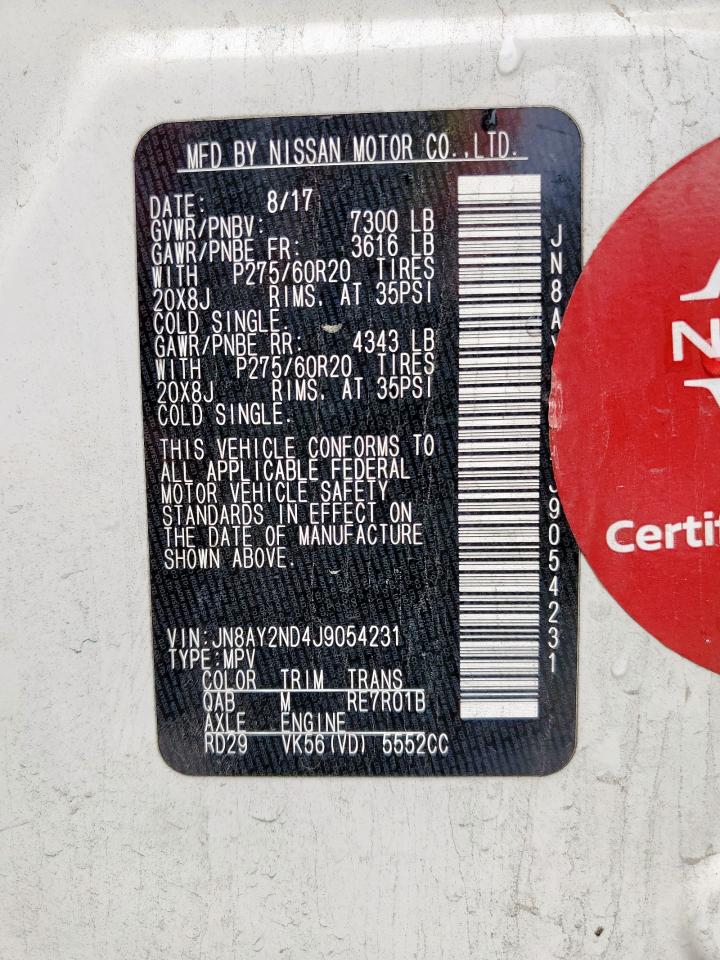 MFD BY NISSAN MOTOR CO.,LTD.
DATE: 8/17
GVWR/PNBV: 7300 LB
GAWR/PNBE FR: 3616 LB
WITH P275/60R20 TIRES
20X8J RIMS, AT 35PSI
COLD SINGLE.
GAWR/PNBE RR: 4343 LB
WITH P275/60R20 TIRES
20X8J RIMS, AT 35PSI
COLD SINGLE.
THIS VEHICLE CONFORMS TO
ALL APPLICABLE FEDERAL
MOTOR VEHICLE SAFETY
STANDARDS IN EFFECT ON
THE DATE OF MANUFACTURE
SHOWN ABOVE.
VIN:JN8AY2ND4J9054231
TYPE:MPV
COLOR TRIM TRANS
QAB M RE7R01B
AXLE ENGINE
RD29 VK56(VD) 5552CC
JN8AY J9054231
N
Certif